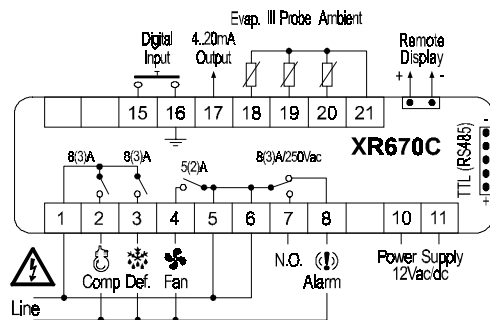 Evap. III Probe Ambient
Digital Input
4..20mA Output
Remote Display
+ -
15 16 17 18 19 20 21
XR670C
TTL (RS485)
-
+
8(3)A 8(3)A 5(2)A 8(3)A/250Vac
1 2 3 4 5 6 7 8 10 11
Comp Def. Fan N.O. Alarm
Power Supply
12Vac/dc
Line